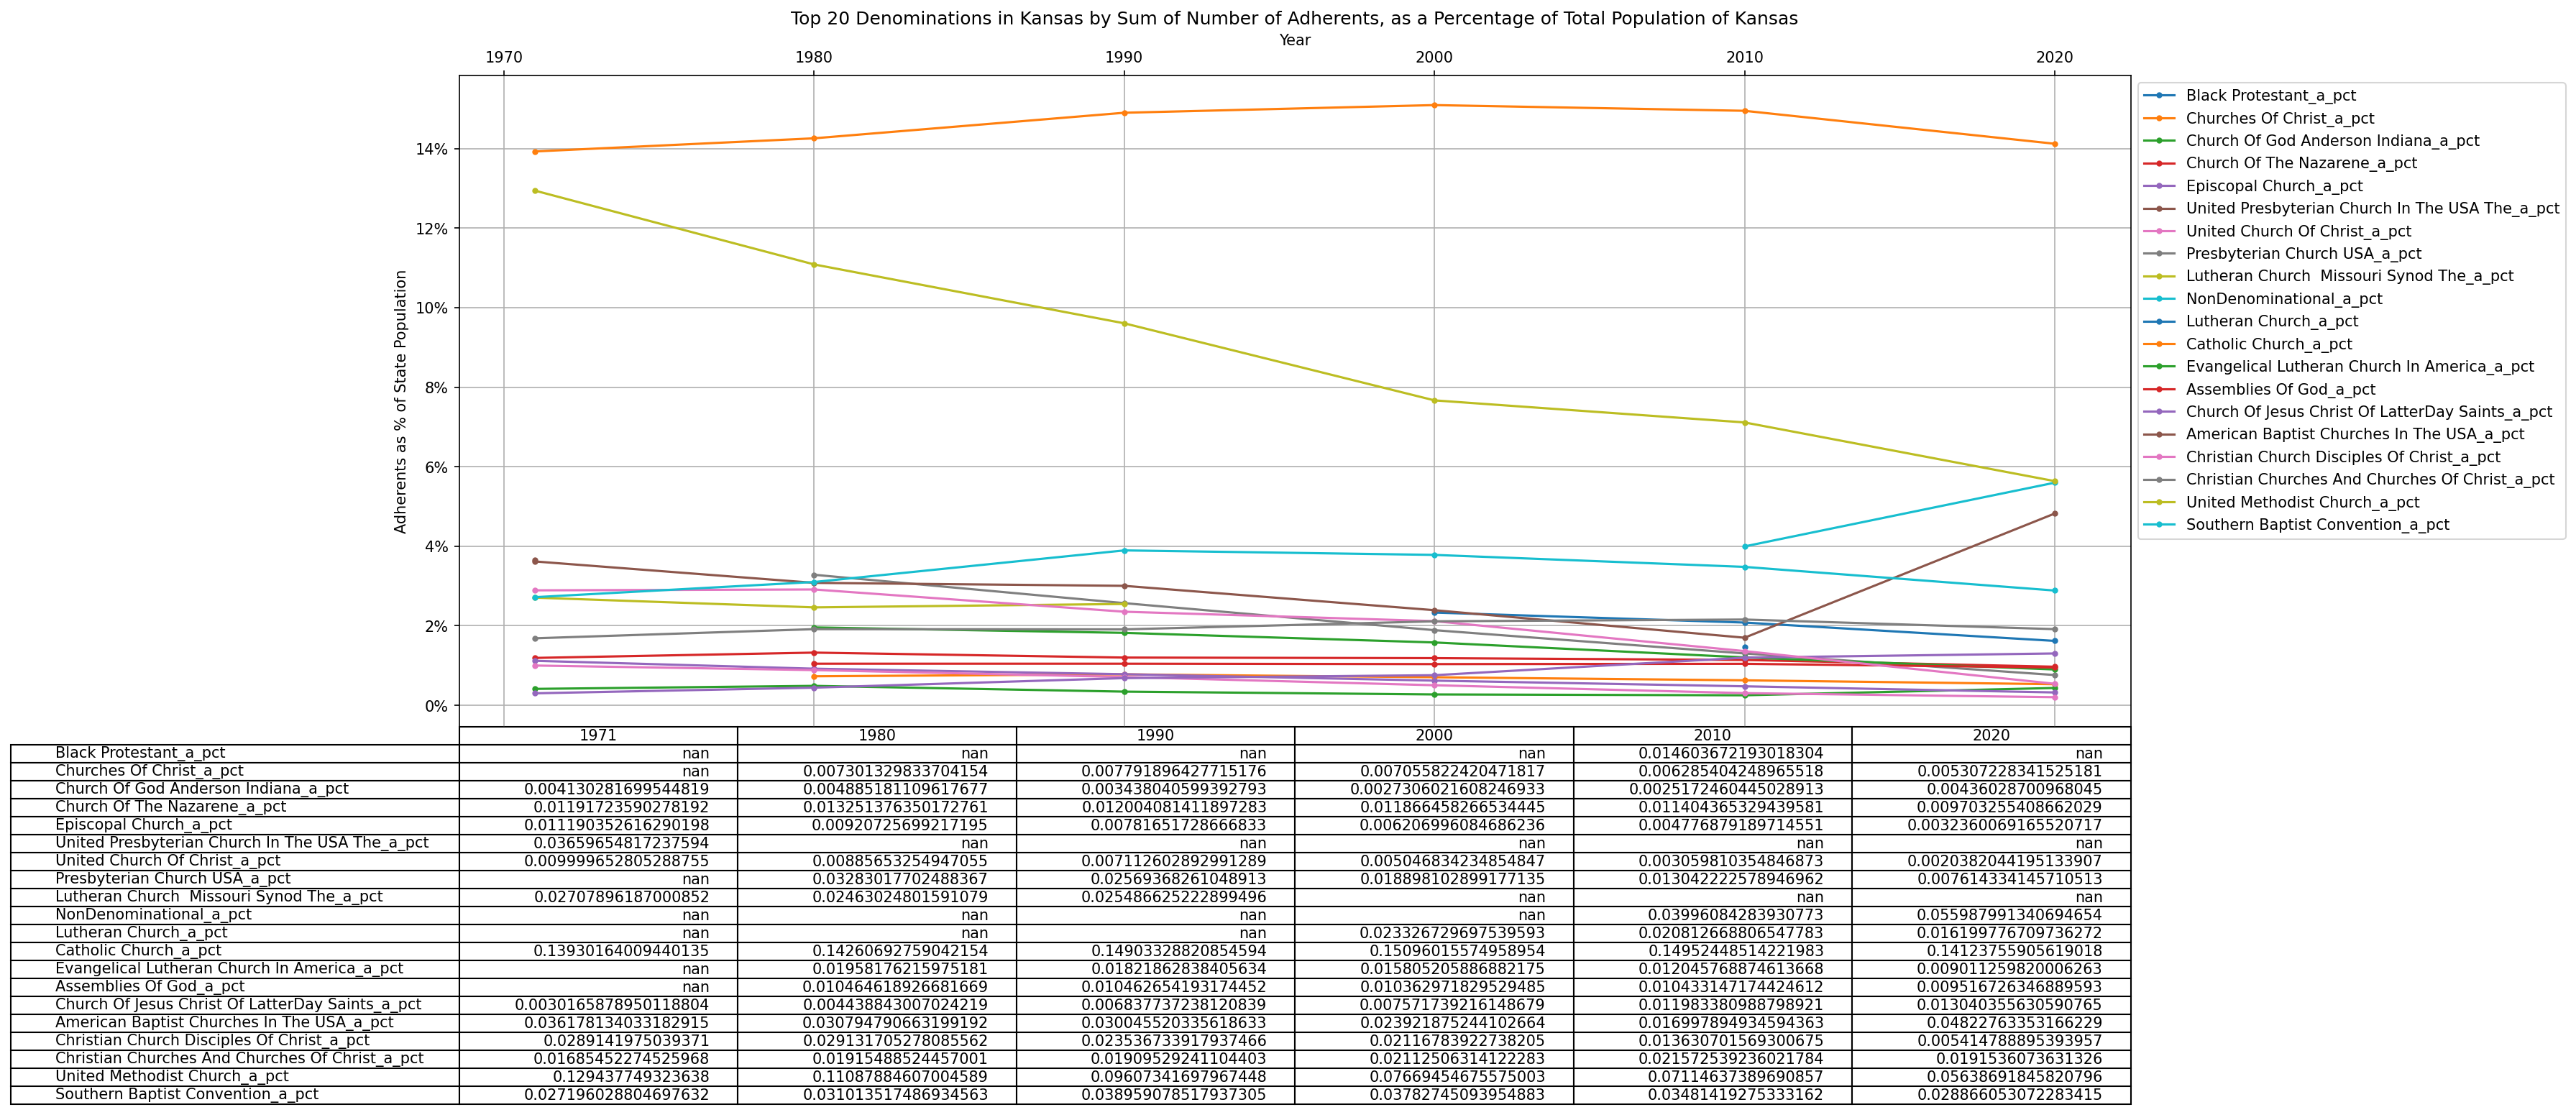 Top 20 Denominations in Kansas by Sum of Number of Adherents, as a Percentage of Total Population of Kansas
Year
1970 1980 1990 2000 2010 2020
14%
12%
10%
8%
6%
4%
2%
0%
Adherents as % of State Population
Black Protestant_a_pct
Churches Of Christ_a_pct
Church Of God Anderson Indiana_a_pct
Church Of The Nazarene_a_pct
Episcopal Church_a_pct
United Presbyterian Church In The USA The_a_pct
United Church Of Christ_a_pct
Presbyterian Church USA_a_pct
Lutheran Church  Missouri Synod The_a_pct
NonDenominational_a_pct
Lutheran Church_a_pct
Catholic Church_a_pct
Evangelical Lutheran Church In America_a_pct
Assemblies Of God_a_pct
Church Of Jesus Christ Of LatterDay Saints_a_pct
American Baptist Churches In The USA_a_pct
Christian Church Disciples Of Christ_a_pct
Christian Churches And Churches Of Christ_a_pct
United Methodist Church_a_pct
Southern Baptist Convention_a_pct
1971 1980 1990 2000 2010 2020
Black Protestant_a_pct nan nan nan nan 0.014603672193018304 nan
Churches Of Christ_a_pct nan 0.007301329833704154 0.007791896427715176 0.007055822420471817 0.006285404248965518 0.005307228341525181
Church Of God Anderson Indiana_a_pct 0.004130281699544819 0.004885181109617677 0.003438040599392793 0.0027306021608246933 0.0025172460445028913 0.00436028700968045
Church Of The Nazarene_a_pct 0.01191723590278192 0.013251376350172761 0.012004081411897283 0.011866458266534445 0.011404365329439581 0.009703255408662029
Episcopal Church_a_pct 0.011190352616290198 0.00920725699217195 0.00781651728666833 0.006206996084686236 0.004776879189714551 0.0032360069165520717
United Presbyterian Church In The USA The_a_pct 0.03659654817237594 nan nan nan nan nan
United Church Of Christ_a_pct 0.009999652805288755 0.00885653254947055 0.007112602892991289 0.005046834234854847 0.003059810354846873 0.0020382044195133907
Presbyterian Church USA_a_pct nan 0.03283017702488367 0.02569368261048913 0.018898102899177135 0.013042222578946962 0.007614334145710513
Lutheran Church  Missouri Synod The_a_pct 0.02707896187000852 0.02463024801591079 0.025486625222899496 nan nan nan
NonDenominational_a_pct nan nan nan nan 0.03996084283930773 0.055987991340694654
Lutheran Church_a_pct nan nan nan 0.023326729697539593 0.020812668806547783 0.016199776709736272
Catholic Church_a_pct 0.13930164009440135 0.14260692759042154 0.14903328820854594 0.15096015574958954 0.14952448514221983 0.14123755905619018
Evangelical Lutheran Church In America_a_pct nan 0.01958176215975181 0.01821862838405634 0.015805205886882175 0.012045768874613668 0.009011259820006263
Assemblies Of God_a_pct nan 0.010464618926681669 0.010462654193174452 0.010362971829529485 0.010433147174424612 0.00951672634​6889593
Church Of Jesus Christ Of LatterDay Saints_a_pct 0.0030165878950118804 0.004438843007024219 0.006837737238120839 0.007571739216148679 0.011983380988798921 0.013040355630590765
American Baptist Churches In The USA_a_pct 0.036178134033182915 0.030794790663199192 0.030045520335618633 0.023921875244102664 0.016997894934594363 0.04822763353166229
Christian Church Disciples Of Christ_a_pct 0.0289141975039371 0.029131705278085562 0.023536733917937466 0.02116783922738205 0.013630701569300675 0.005414788895393957
Christian Churches And Churches Of Christ_a_pct 0.01685452274525968 0.01915488524457001 0.01909529241104403 0.02112506314122283 0.021572539236021784 0.0191536073631326
United Methodist Church_a_pct 0.129437749323638 0.11087884607004589 0.09607341697967448 0.07669454675575003 0.07114637389690857 0.05638691845820796
Southern Baptist Convention_a_pct 0.027196028804697632 0.031013517486934563 0.038959078517937305 0.03782745093954883 0.03481419275333162 0.028866053072283415